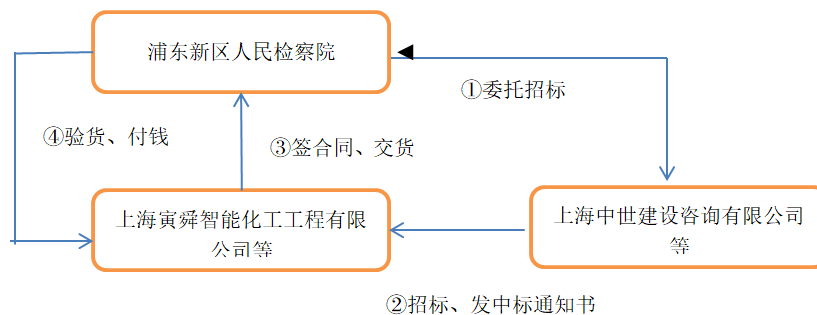 浦东新区人民检察院
①委托招标
④验货、付钱
③签合同、交货
上海寅舜智能化工工程有限
公司等
上海中世建设咨询有限公司
等
②招标、发中标通知书